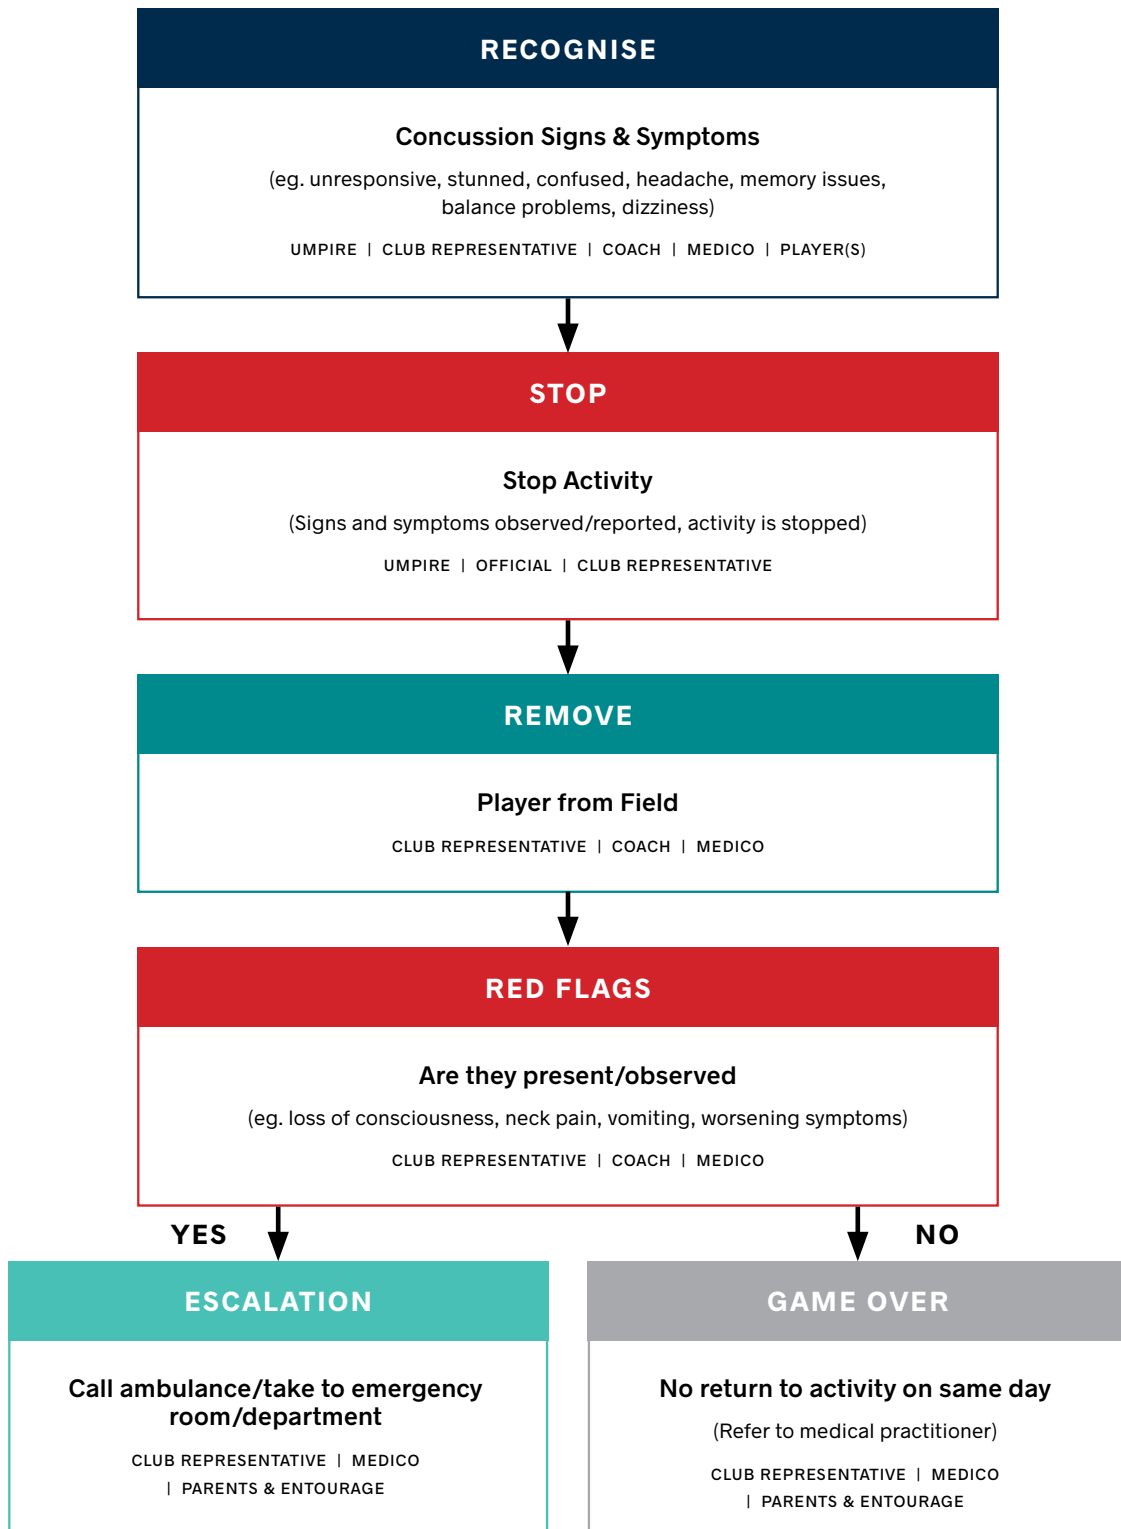 RECOGNISE
Concussion Signs & Symptoms
(eg. unresponsive, stunned, confused, headache, memory issues,
balance problems, dizziness)
UMPIRE | CLUB REPRESENTATIVE | COACH | MEDICO | PLAYER(S)
STOP
Stop Activity
(Signs and symptoms observed/reported, activity is stopped)
UMPIRE | OFFICIAL | CLUB REPRESENTATIVE
REMOVE
Player from Field
CLUB REPRESENTATIVE | COACH | MEDICO
RED FLAGS
Are they present/observed
(eg. loss of consciousness, neck pain, vomiting, worsening symptoms)
CLUB REPRESENTATIVE | COACH | MEDICO
YES
ESCALATION
Call ambulance/take to emergency
room/department
CLUB REPRESENTATIVE | MEDICO
| PARENTS & ENTOURAGE
NO
GAME OVER
No return to activity on same day
(Refer to medical practitioner)
CLUB REPRESENTATIVE | MEDICO
| PARENTS & ENTOURAGE